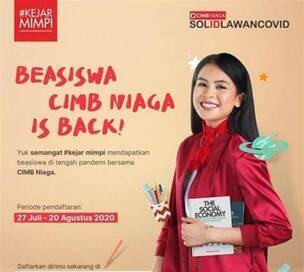 #KEJAR
MIMPI
CIMB NIAGA
SOLIDLAWANCOVID
BEASISWA
CIMB NIAGA
IS BACK!
Yuk semangat #kejar mimpi mendapatkan
beasiswa di tengah pandemi bersama
CIMB Niaga.
Periode pendaftaran:
27 Juli - 20 Agustus 2020
THE
SOCIAL
ECONOMY
Daftarkan dirimu sekarang di